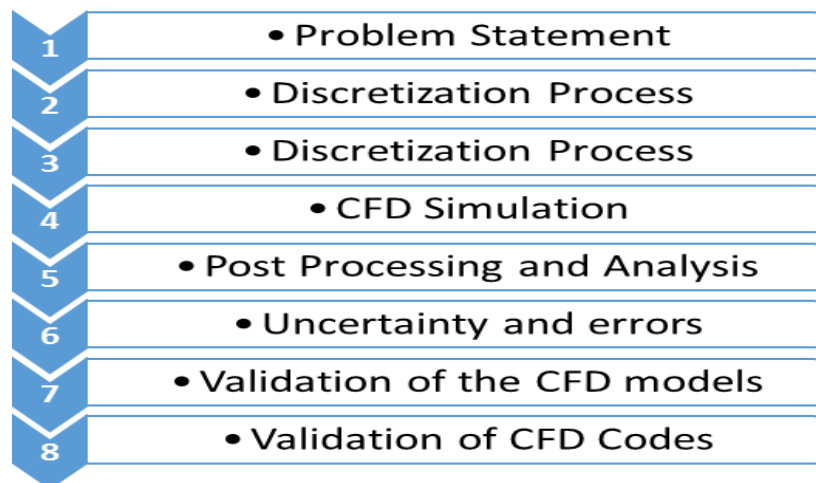 1 • Problem Statement
2 • Discretization Process
3 • Discretization Process
4 • CFD Simulation
5 • Post Processing and Analysis
6 • Uncertainty and errors
7 • Validation of the CFD models
8 • Validation of CFD Codes